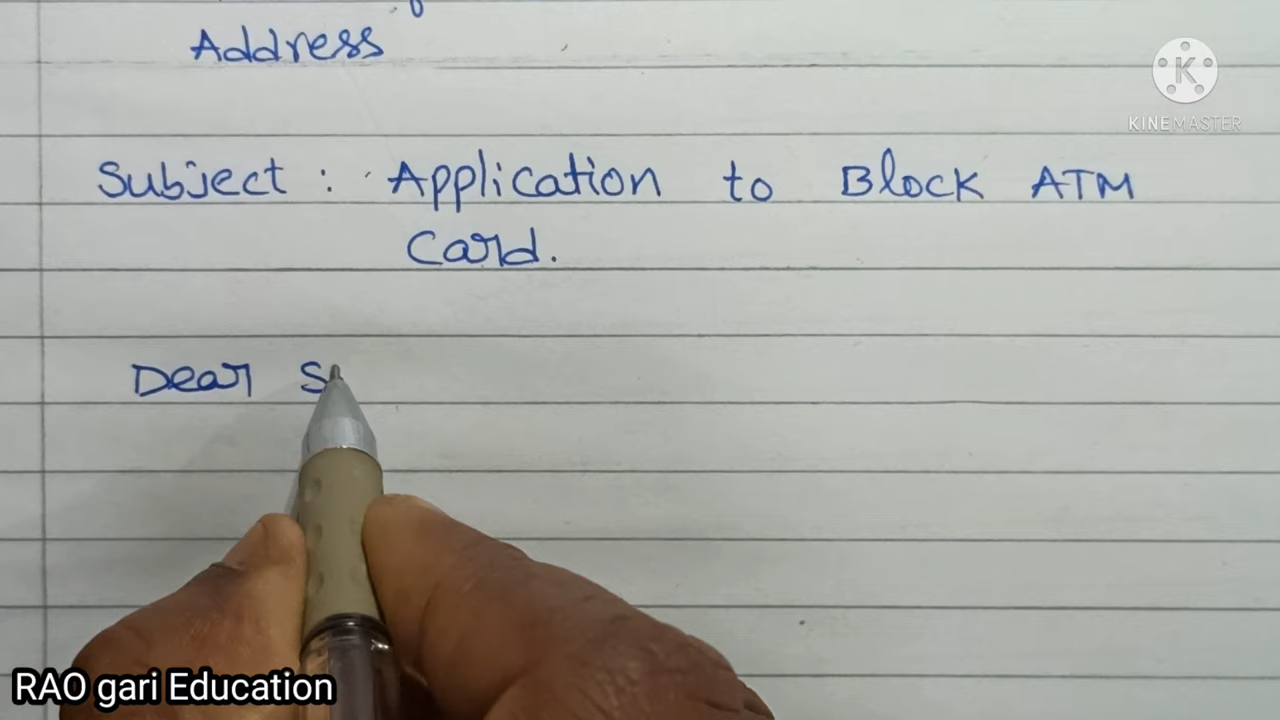 Address
KINEMASTER
Subject : Application to Block ATM
Card.
Dear S
RAO gari Education